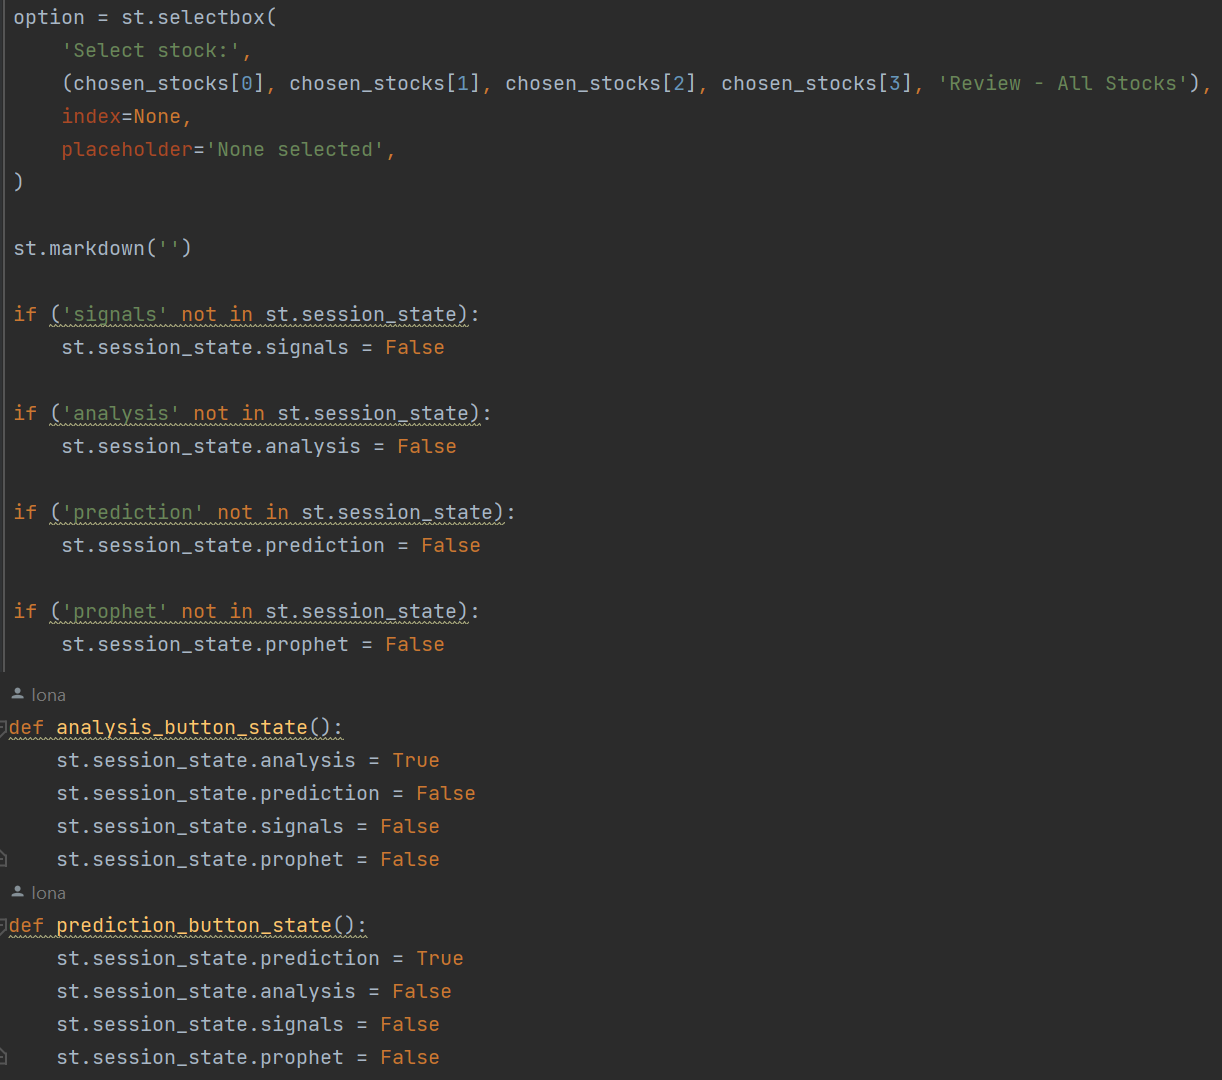 option = st.selectbox(
    'Select stock:',
    (chosen_stocks[0], chosen_stocks[1], chosen_stocks[2], chosen_stocks[3], 'Review - All Stocks'),
    index=None,
    placeholder='None selected',
)

st.markdown('')

if ('signals' not in st.session_state):
    st.session_state.signals = False

if ('analysis' not in st.session_state):
    st.session_state.analysis = False

if ('prediction' not in st.session_state):
    st.session_state.prediction = False

if ('prophet' not in st.session_state):
    st.session_state.prophet = False

Iona
def analysis_button_state():
    st.session_state.analysis = True
    st.session_state.prediction = False
    st.session_state.signals = False
    st.session_state.prophet = False
Iona
def prediction_button_state():
    st.session_state.prediction = True
    st.session_state.analysis = False
    st.session_state.signals = False
    st.session_state.prophet = False